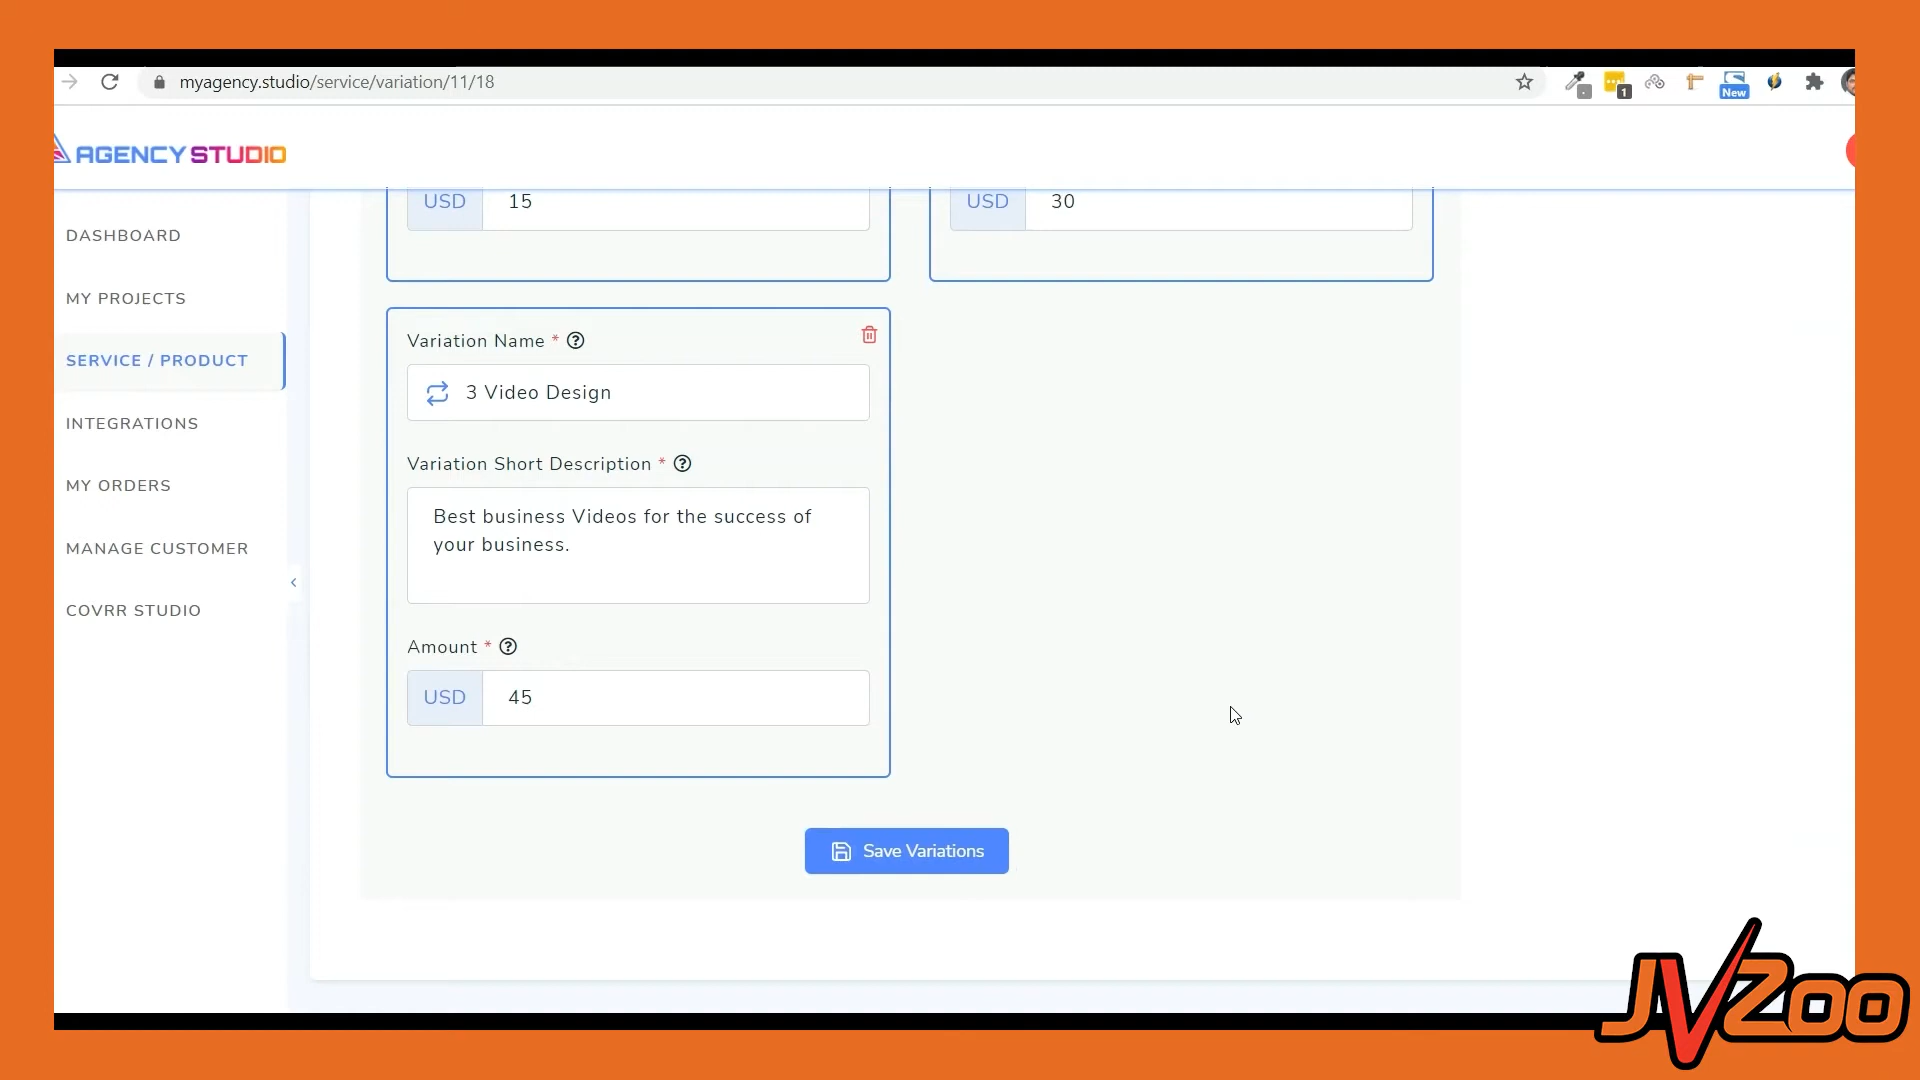 myagency.studio/service/variation/11/18
1
New
AGENCY STUDIO
USD 15
USD 30
DASHBOARD
MY PROJECTS
SERVICE / PRODUCT
INTEGRATIONS
MY ORDERS
MANAGE CUSTOMER
COVRR STUDIO
Variation Name *
3 Video Design
Variation Short Description *
Best business Videos for the success of
your business.
Amount *
USD 45
Save Variations
JVZoo